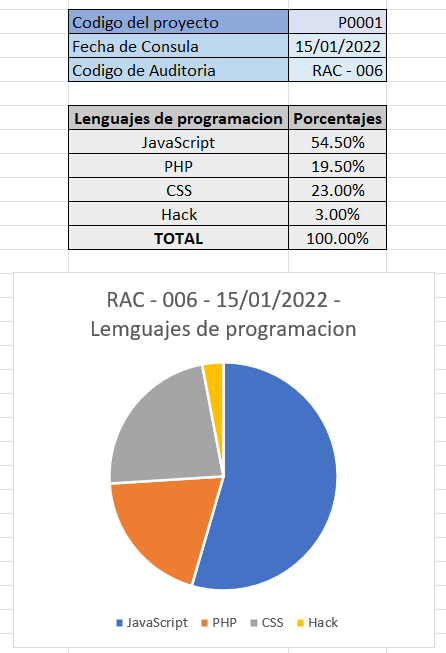 Codigo del proyecto P0001
Fecha de Consula 15/01/2022
Codigo de Auditoria RAC - 006
Lenguajes de programacion Porcentajes
JavaScript 54.50%
PHP 19.50%
CSS 23.00%
Hack 3.00%
TOTAL 100.00%
RAC - 006 - 15/01/2022 -
Lemguajes de programacion
JavaScript PHP CSS Hack